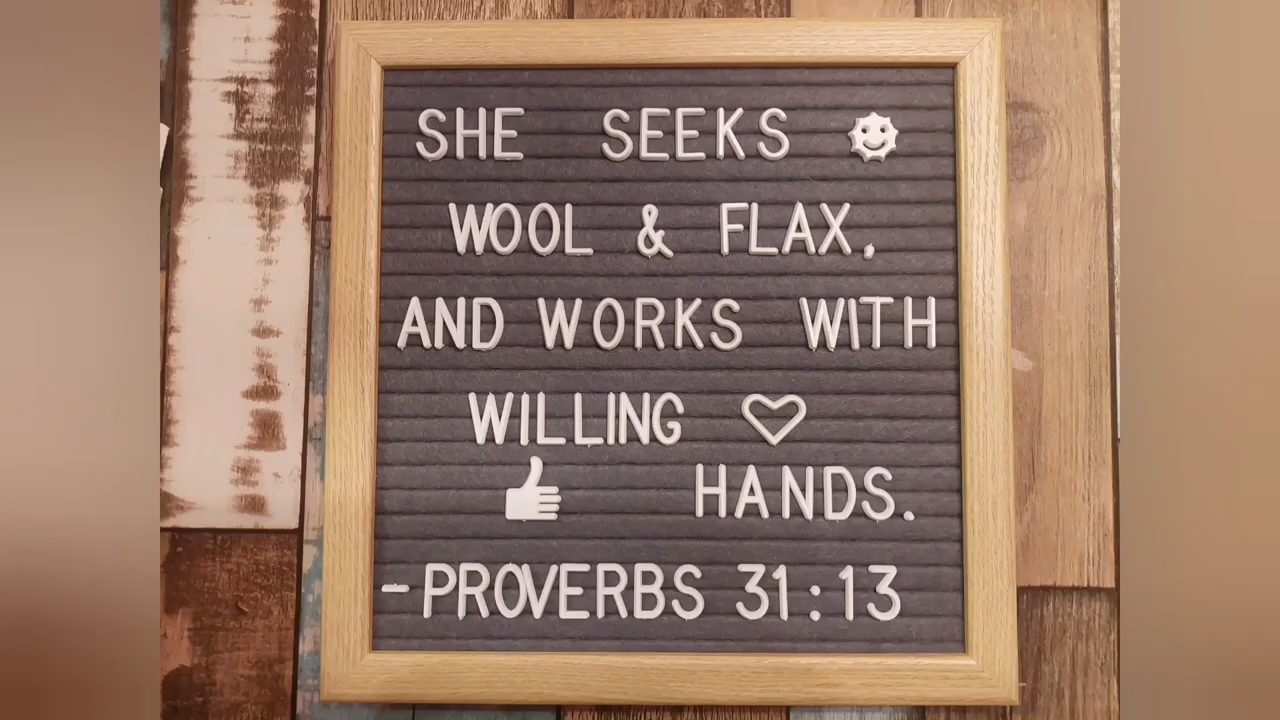 SHE SEEKS
WOOL & FLAX,
AND WORKS WITH
WILLING
HANDS.
-PROVERBS 31:13